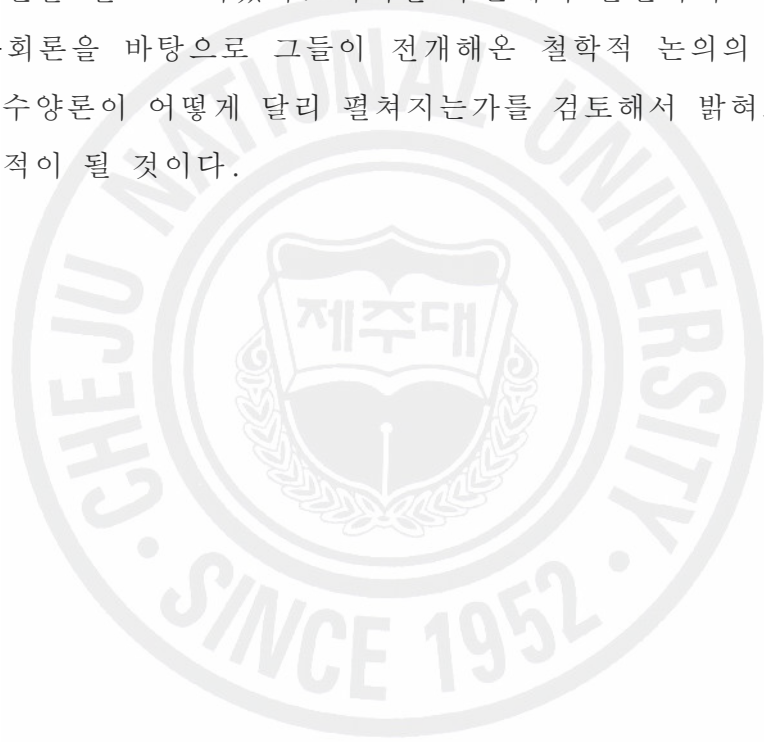 회론을 바탕으로 그들이 전개해온 철학적 논의의
수양론이 어떻게 달리 펼쳐지는가를 검토해서 밝혀
적이 될 것이다.
CHEJU NATIONAL UNIVERSITY
제주대
· SINCE 1952 ·